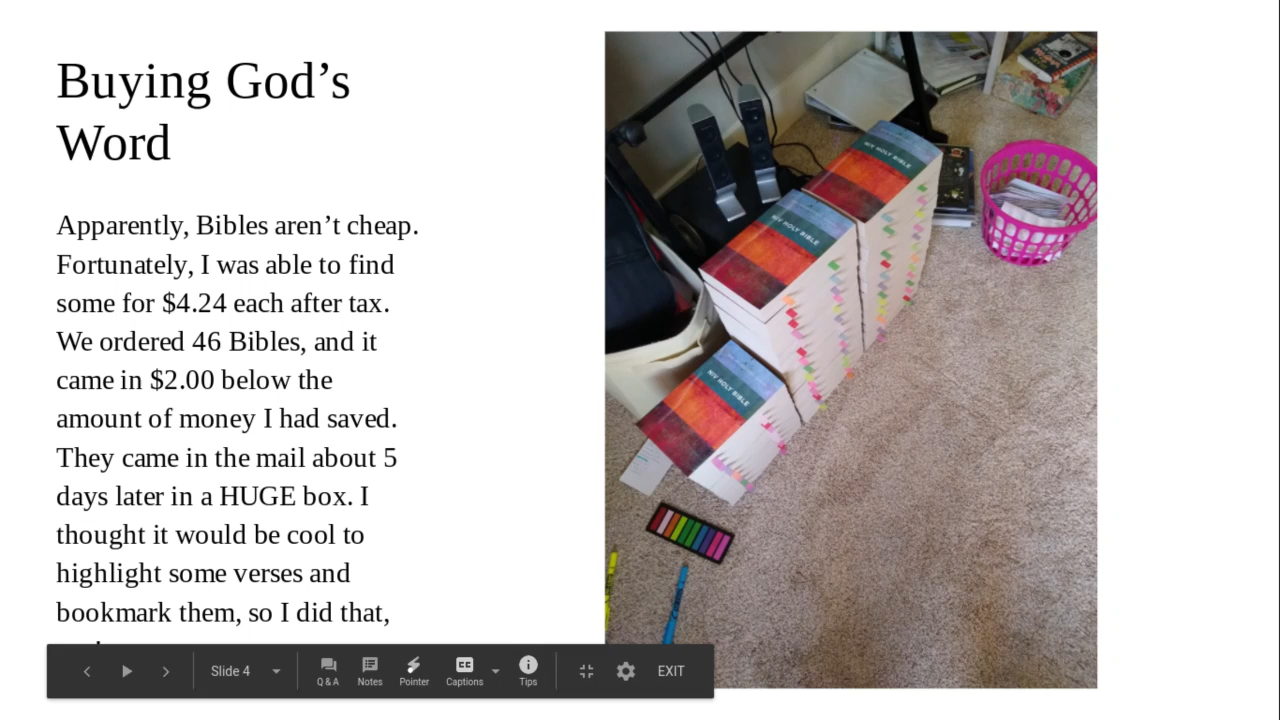 Buying God’s
Word
Apparently, Bibles aren’t cheap.
Fortunately, I was able to find
some for $4.24 each after tax.
We ordered 46 Bibles, and it
came in $2.00 below the
amount of money I had saved.
They came in the mail about 5
days later in a HUGE box. I
thought it would be cool to
highlight some verses and
bookmark them, so I did that,
NIV HOLY BIBLE
NIV HOLY BIBLE
NIV HOLY BIBLE
Slide 4
Q & A
Notes
Pointer
CC
Captions
Tips
EXIT